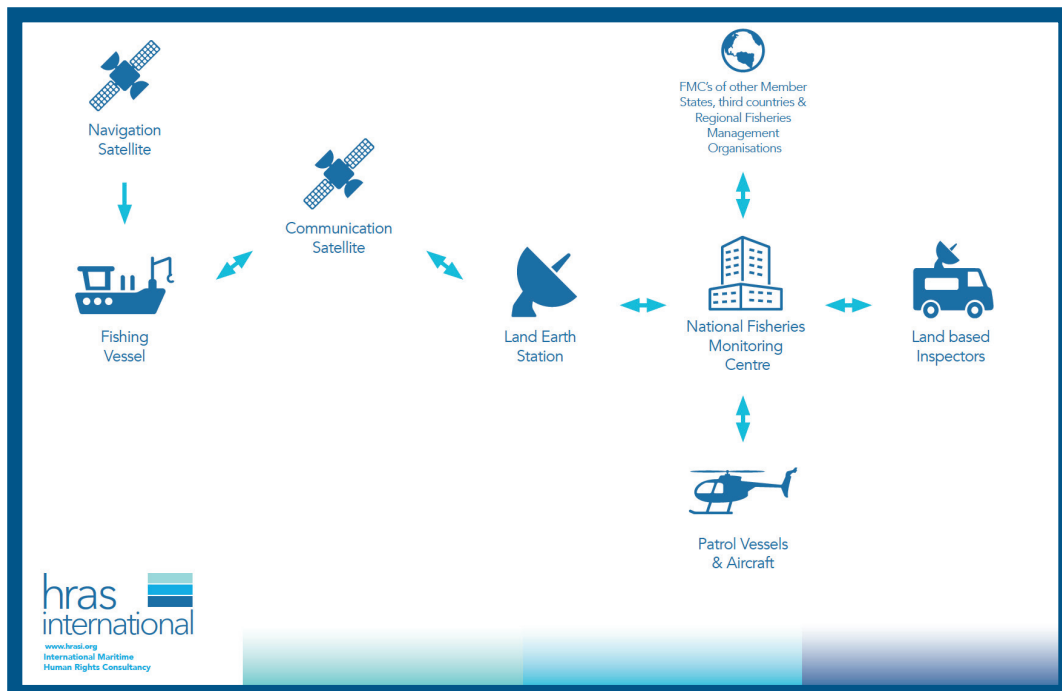 Navigation
Satellite
Communication
Satellite
Fishing
Vessel
Land Earth
Station
FMC's of other Member
States, third countries &
Regional Fisheries
Management
Organisations
National Fisheries
Monitoring
Centre
Land based
Inspectors
Patrol Vessels
& Aircraft
hras
international
www.hrasi.org
International Maritime
Human Rights Consultancy